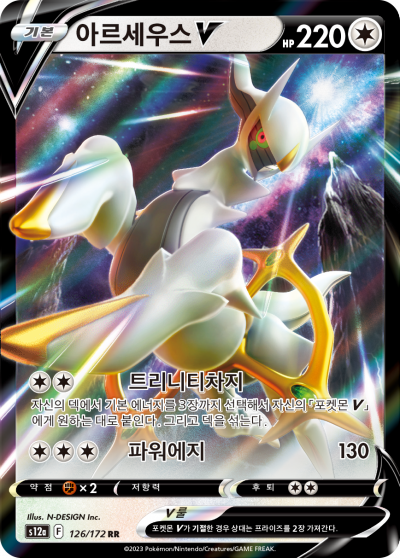 기본 아르세우스 V HP 220
트리니티차지
자신의 덱에서 기본 에너지를 3장까지 선택해서 자신의 「포켓몬 V」
에게 원하는 대로 붙인다. 그리고 덱을 섞는다.
파워에지 130
약점 ×2 저항력 후퇴
Illus. N-DESIGN Inc.
s12a F 126/172 RR
V룰
포켓몬 V가 기절한 경우 상대는 프라이즈를 2장 가져간다.
©2023 Pokémon/Nintendo/Creatures/GAME FREAK.